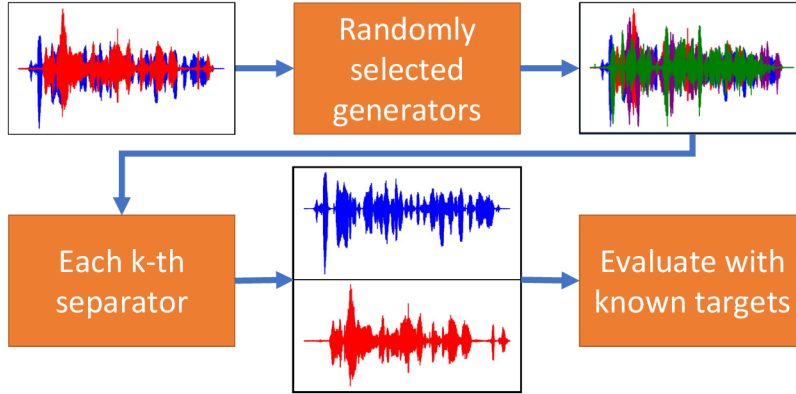 Randomly
selected
generators
Each k-th
separator
Evaluate with
known targets